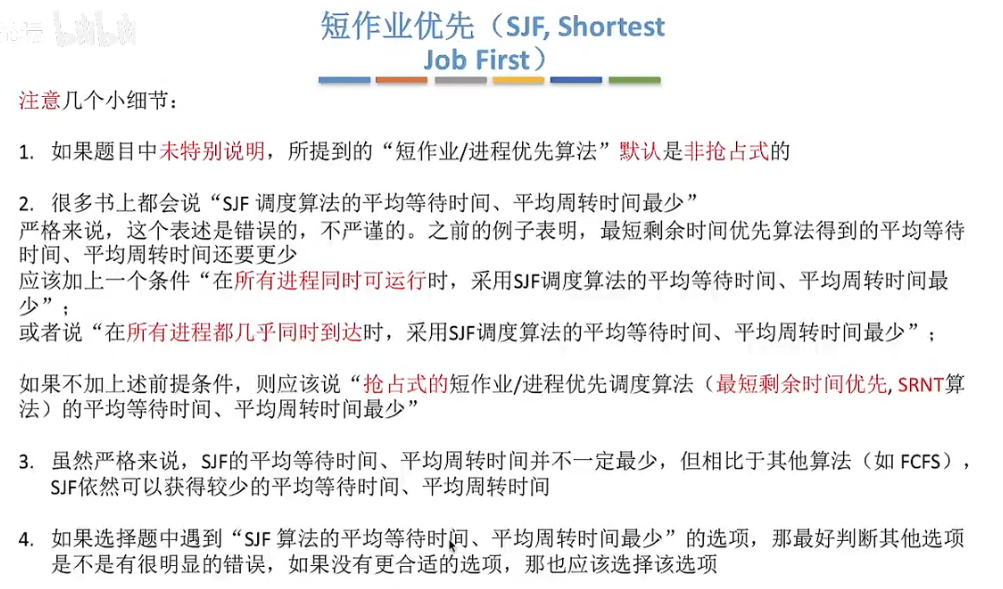 短作业优先（SJF, Shortest
Job First）
注意几个小细节：
1. 如果题目中未特别说明，所提到的“短作业/进程优先算法”默认是非抢占式的
2. 很多书上都会说“SJF 调度算法的平均等待时间、平均周转时间最少”
严格来说，这个表述是错误的，不严谨的。之前的例子表明，最短剩余时间优先算法得到的平均等待
时间、平均周转时间还要更少
应该加上一个条件“在所有进程同时可运行时，采用SJF调度算法的平均等待时间、平均周转时间最
少”；
或者说“在所有进程都几乎同时到达时，采用SJF调度算法的平均等待时间、平均周转时间最少”；
如果不加上述前提条件，则应该说“抢占式的短作业/进程优先调度算法（最短剩余时间优先, SRNT算
法）的平均等待时间、平均周转时间最少”
3. 虽然严格来说，SJF的平均等待时间、平均周转时间并不一定最少，但相比于其他算法（如 FCFS），
SJF依然可以获得较少的平均等待时间、平均周转时间
4. 如果选择题中遇到“SJF 算法的平均等待时间、平均周转时间最少”的选项，那最好判断其他选项
是不是有很明显的错误，如果没有更合适的选项，那也应该选择该选项